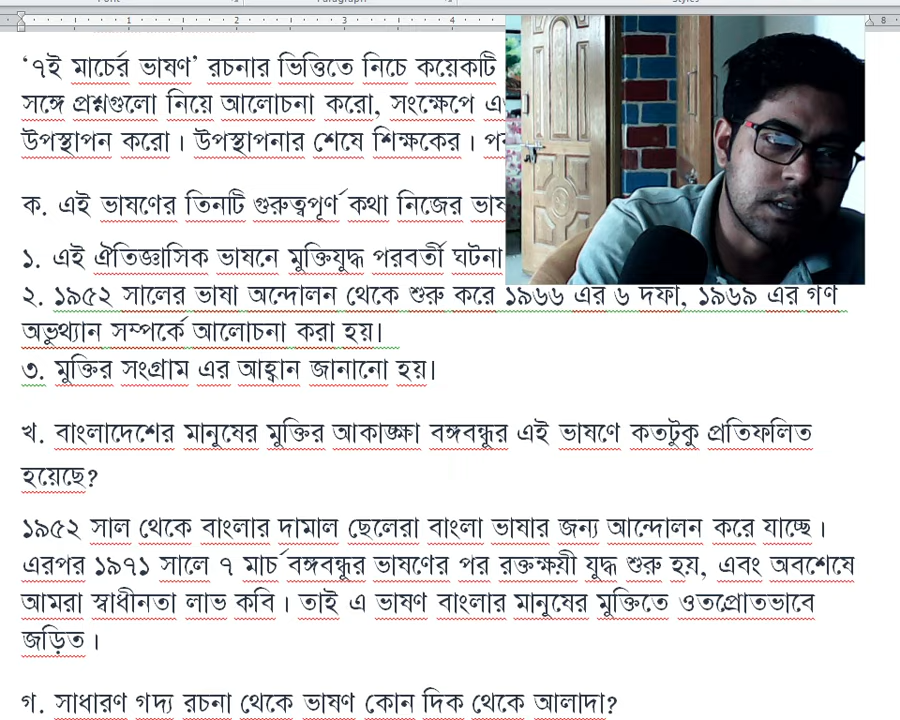 ‘৭ই মার্চের ভাষণ’ রচনার ভিত্তিতে নিচে কয়েকটি
সঙ্গে প্রশ্নগুলো নিয়ে আলোচনা করো, সংক্ষেপে
উপস্থাপন করো। উপস্থাপনার শেষে শিক্ষকের।
ক. এই ভাষণের তিনটি গুরুত্বপূর্ণ কথা নিজের
১. এই ঐতিজ্ঞাসিক ভাষনে মুক্তিযুদ্ধ পরবর্তী ঘটনা
২. ১৯৫২ সালের ভাষা অন্দোলন থেকে শুরু করে ১৯৬৬ এর ৬ দফা, ১৯৬৯ এর গণ
অভুথ্যান সম্পর্কে আলোচনা করা হয়।
৩. মুক্তির সংগ্রাম এর আহ্বান জানানো হয়।
খ. বাংলাদেশের মানুষের মুক্তির আকাঙ্ক্ষা বঙ্গবন্ধুর এই ভাষণে কতটুকু প্রতিফলিত
হয়েছে?
১৯৫২ সাল থেকে বাংলার দামাল ছেলেরা বাংলা ভাষার জন্য আন্দোলন করে যাচ্ছে।
এরপর ১৯৭১ সালে ৭ মার্চ বঙ্গবন্ধুর ভাষণের পর রক্তক্ষয়ী যুদ্ধ শুরু হয়, এবং অবশেষে
আমরা স্বাধীনতা লাভ কবি। তাই এ ভাষণ বাংলার মানুষের মুক্তিতে ওতপ্রোতভাবে
জড়িত।
গ. সাধারণ গদ্য রচনা থেকে ভাষণ কোন দিক থেকে আলাদা?